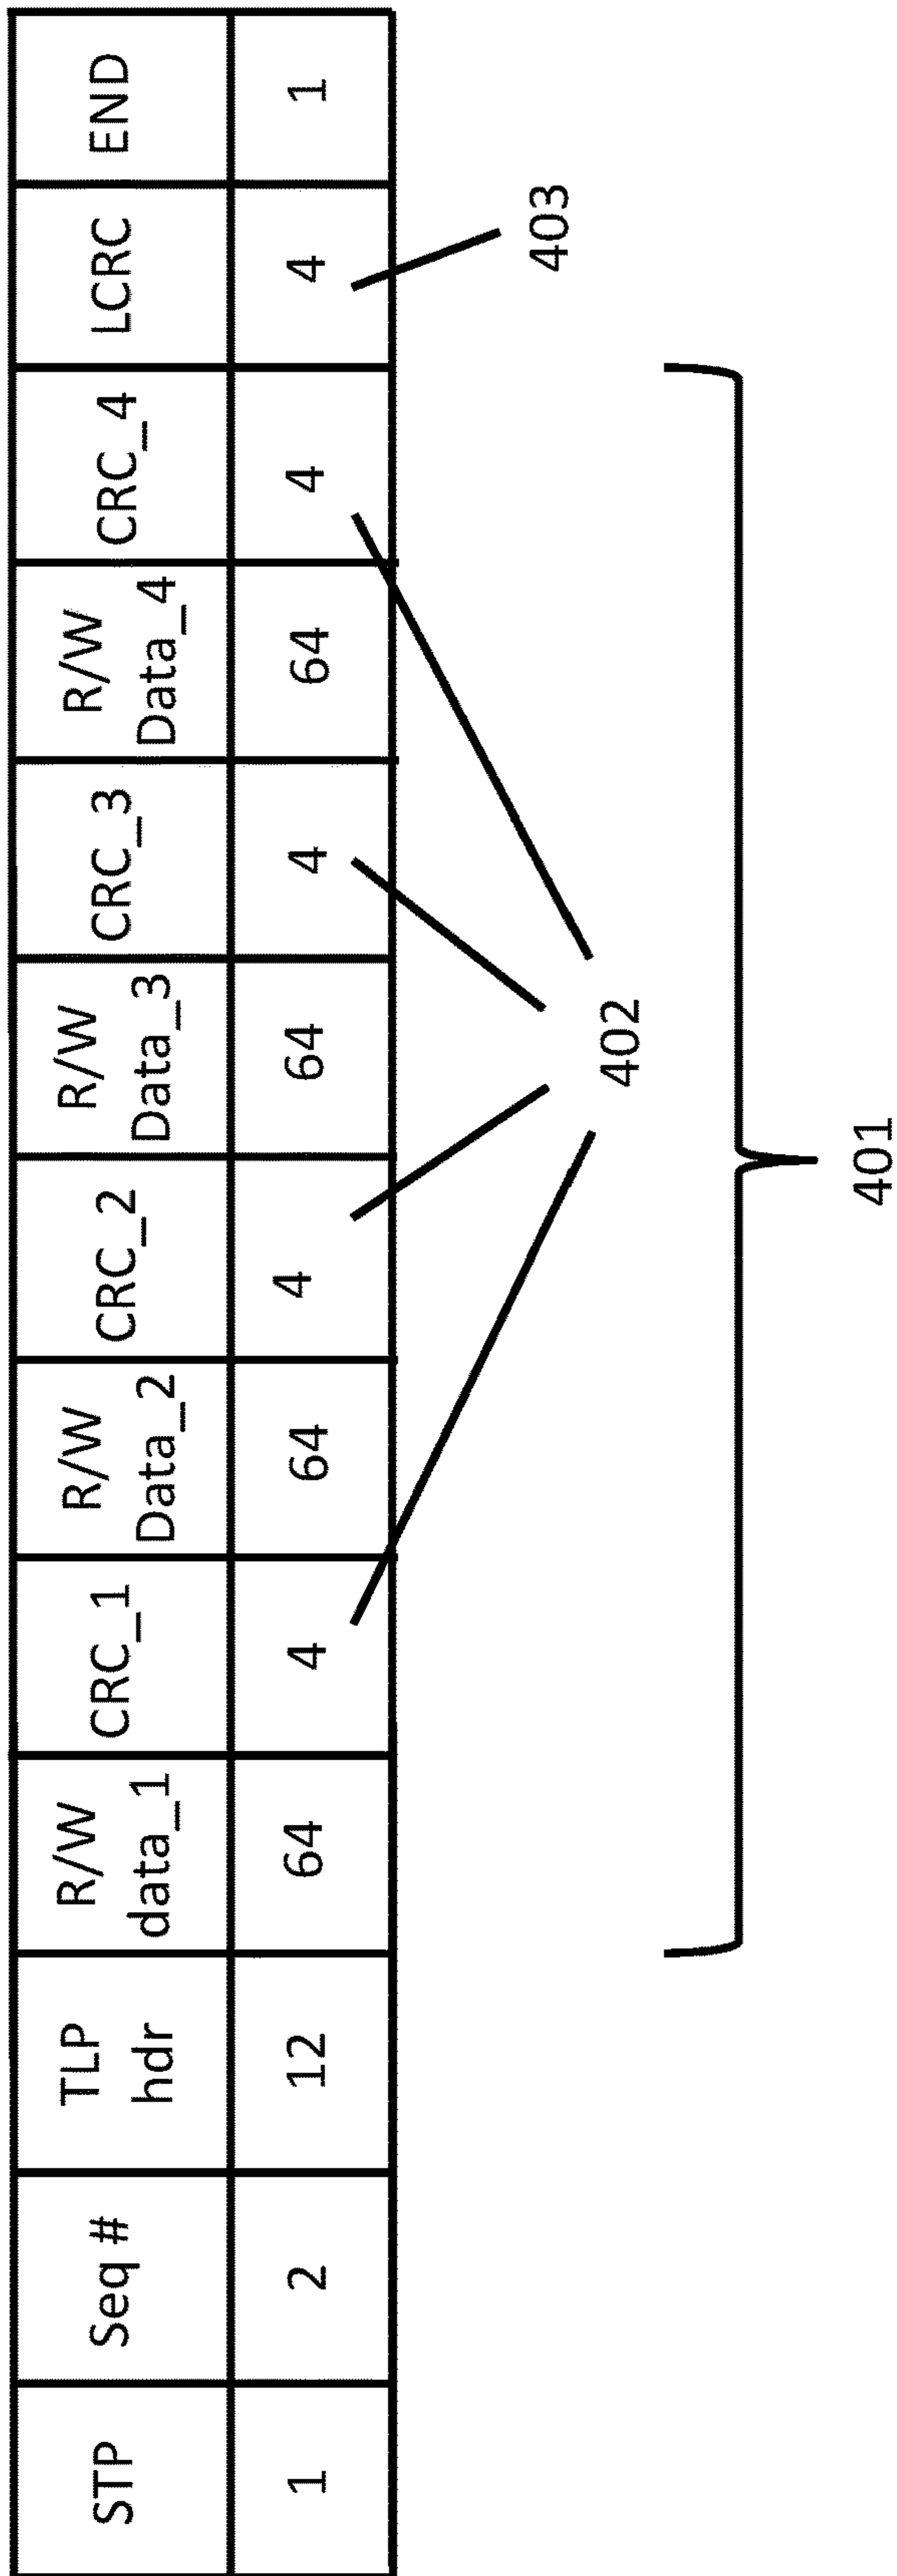 STP
Seq #
TLP
hdr
R/W
data_1
CRC_1
R/W
Data_2
CRC_2
R/W
Data_3
CRC_3
R/W
Data_4
CRC_4
LCRC
END
1
2
12
64
4
64
4
64
4
64
4
4
1
403
402
401